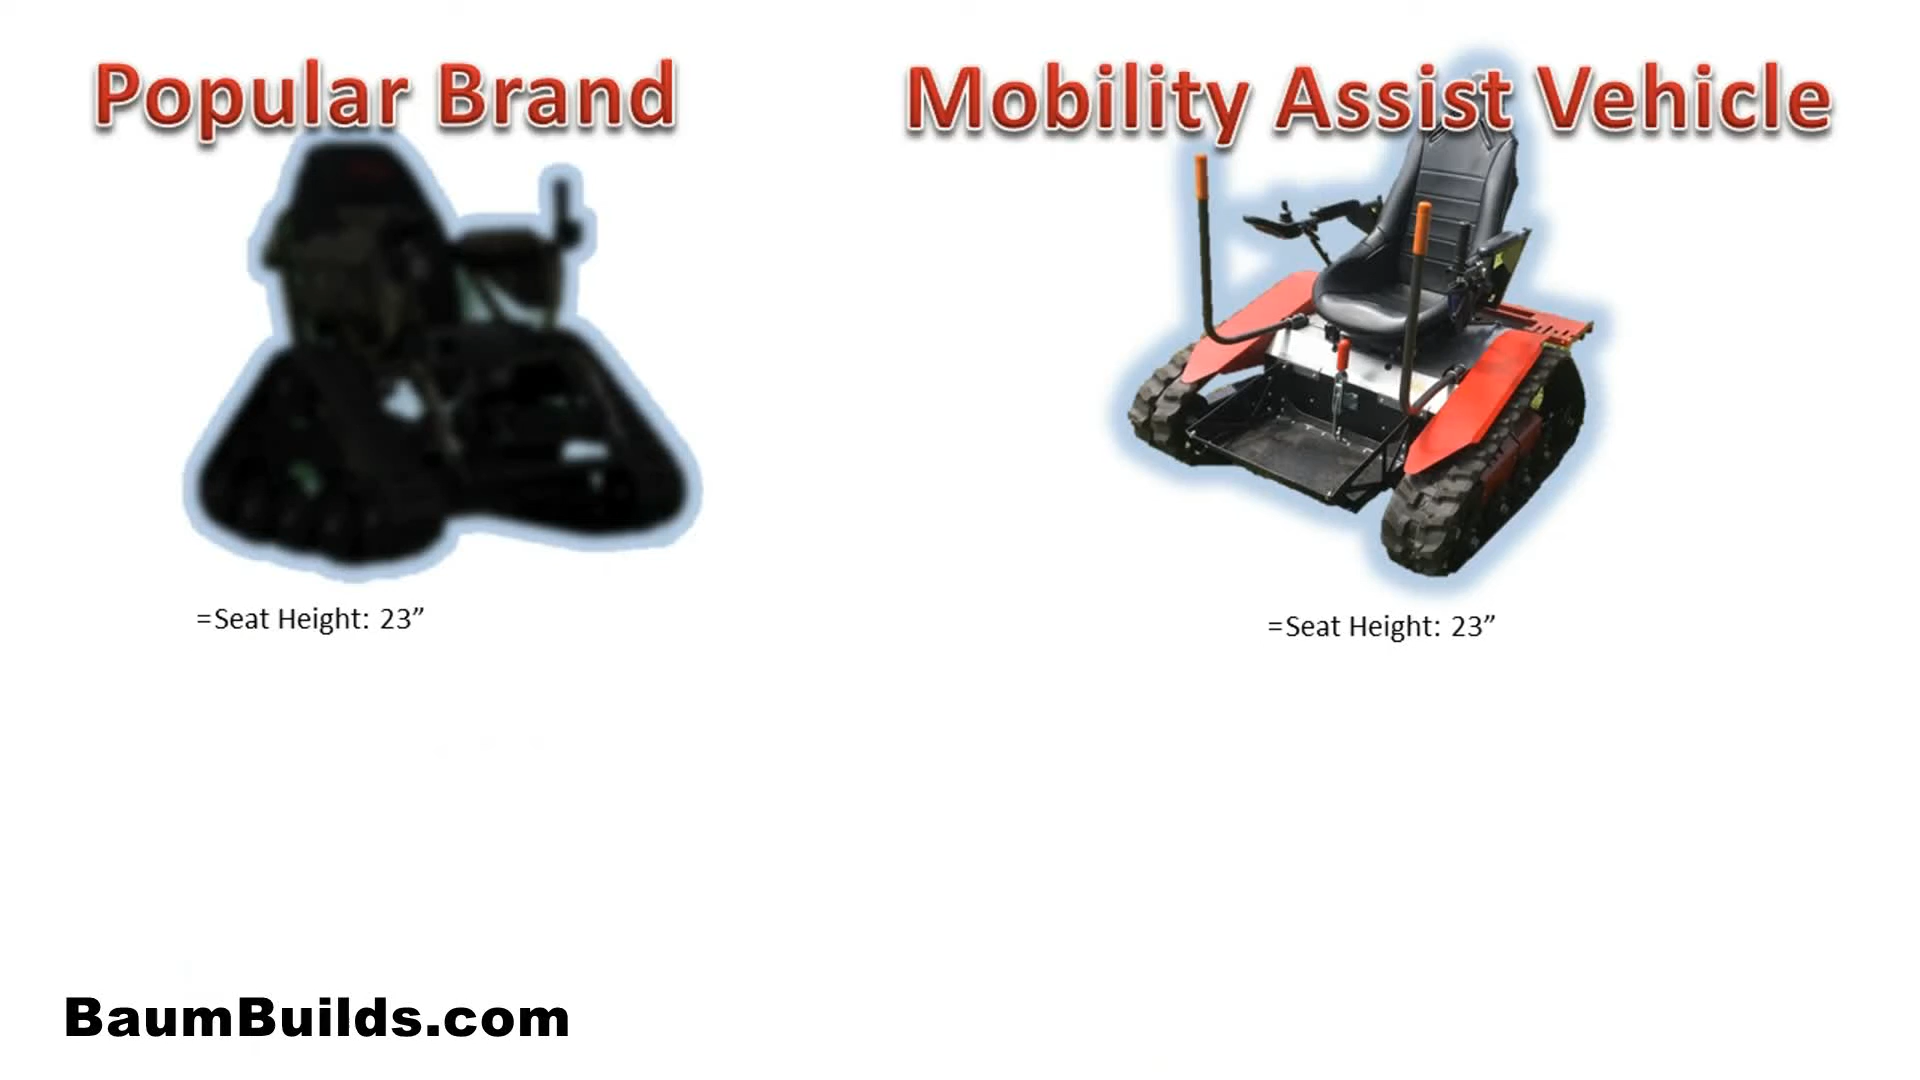 Popular Brand
Mobility Assist Vehicle
=Seat Height: 23”
=Seat Height: 23”
BaumBuilds.com